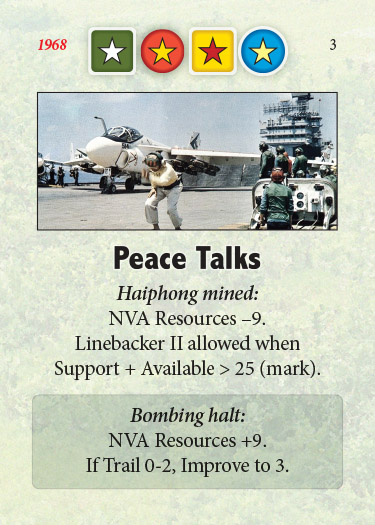 1968
3
Peace Talks
Haiphong mined:
NVA Resources –9.
Linebacker II allowed when
Support + Available > 25 (mark).
Bombing halt:
NVA Resources +9.
If Trail 0-2, Improve to 3.